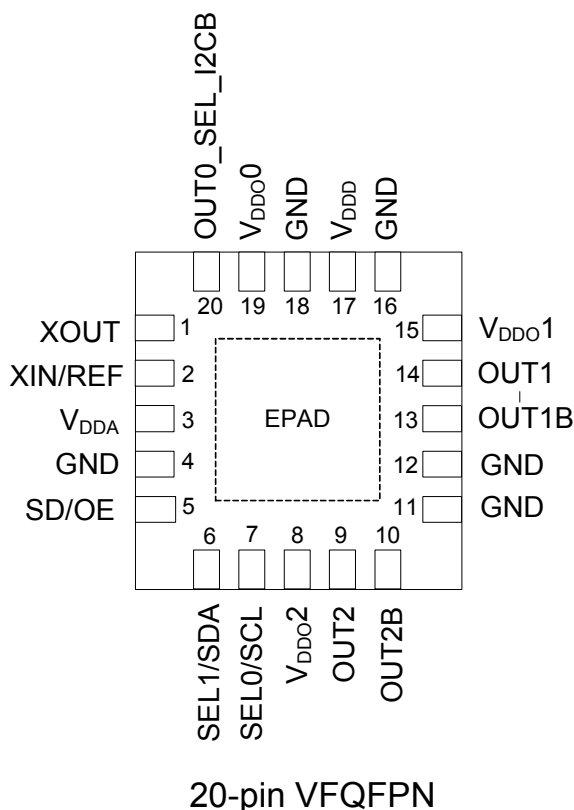 OUT0_SEL_I2CB
VDDO0
GND
VDDD
GND
20
19
18
17
16
XOUT 1
XIN/REF 2
VDDA 3
GND 4
SD/OE 5
EPAD
15 VDDO1
14 OUT1
13 OUT1B
12 GND
11 GND
6
7
8
9
10
SEL1/SDA
SEL0/SCL
VDDO2
OUT2
OUT2B
20-pin VFQFPN